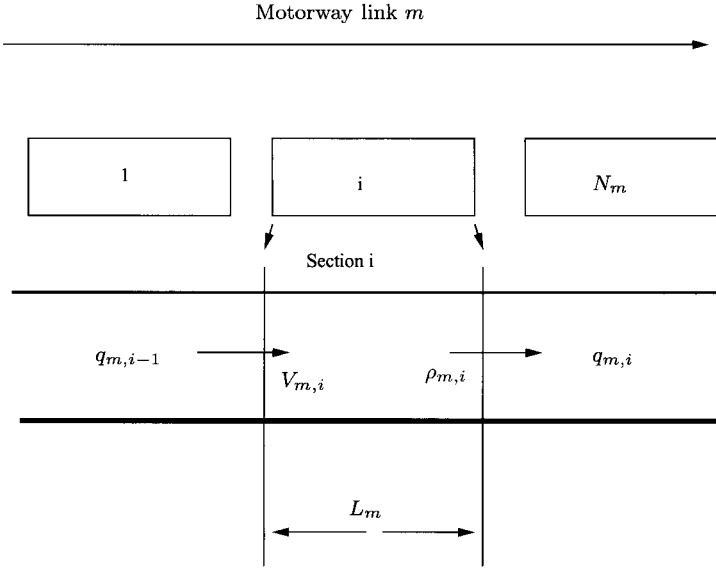 Motorway link m
1
i
N_m
Section i
q_{m,i-1}
V_{m,i}
ρ_{m,i}
q_{m,i}
L_m